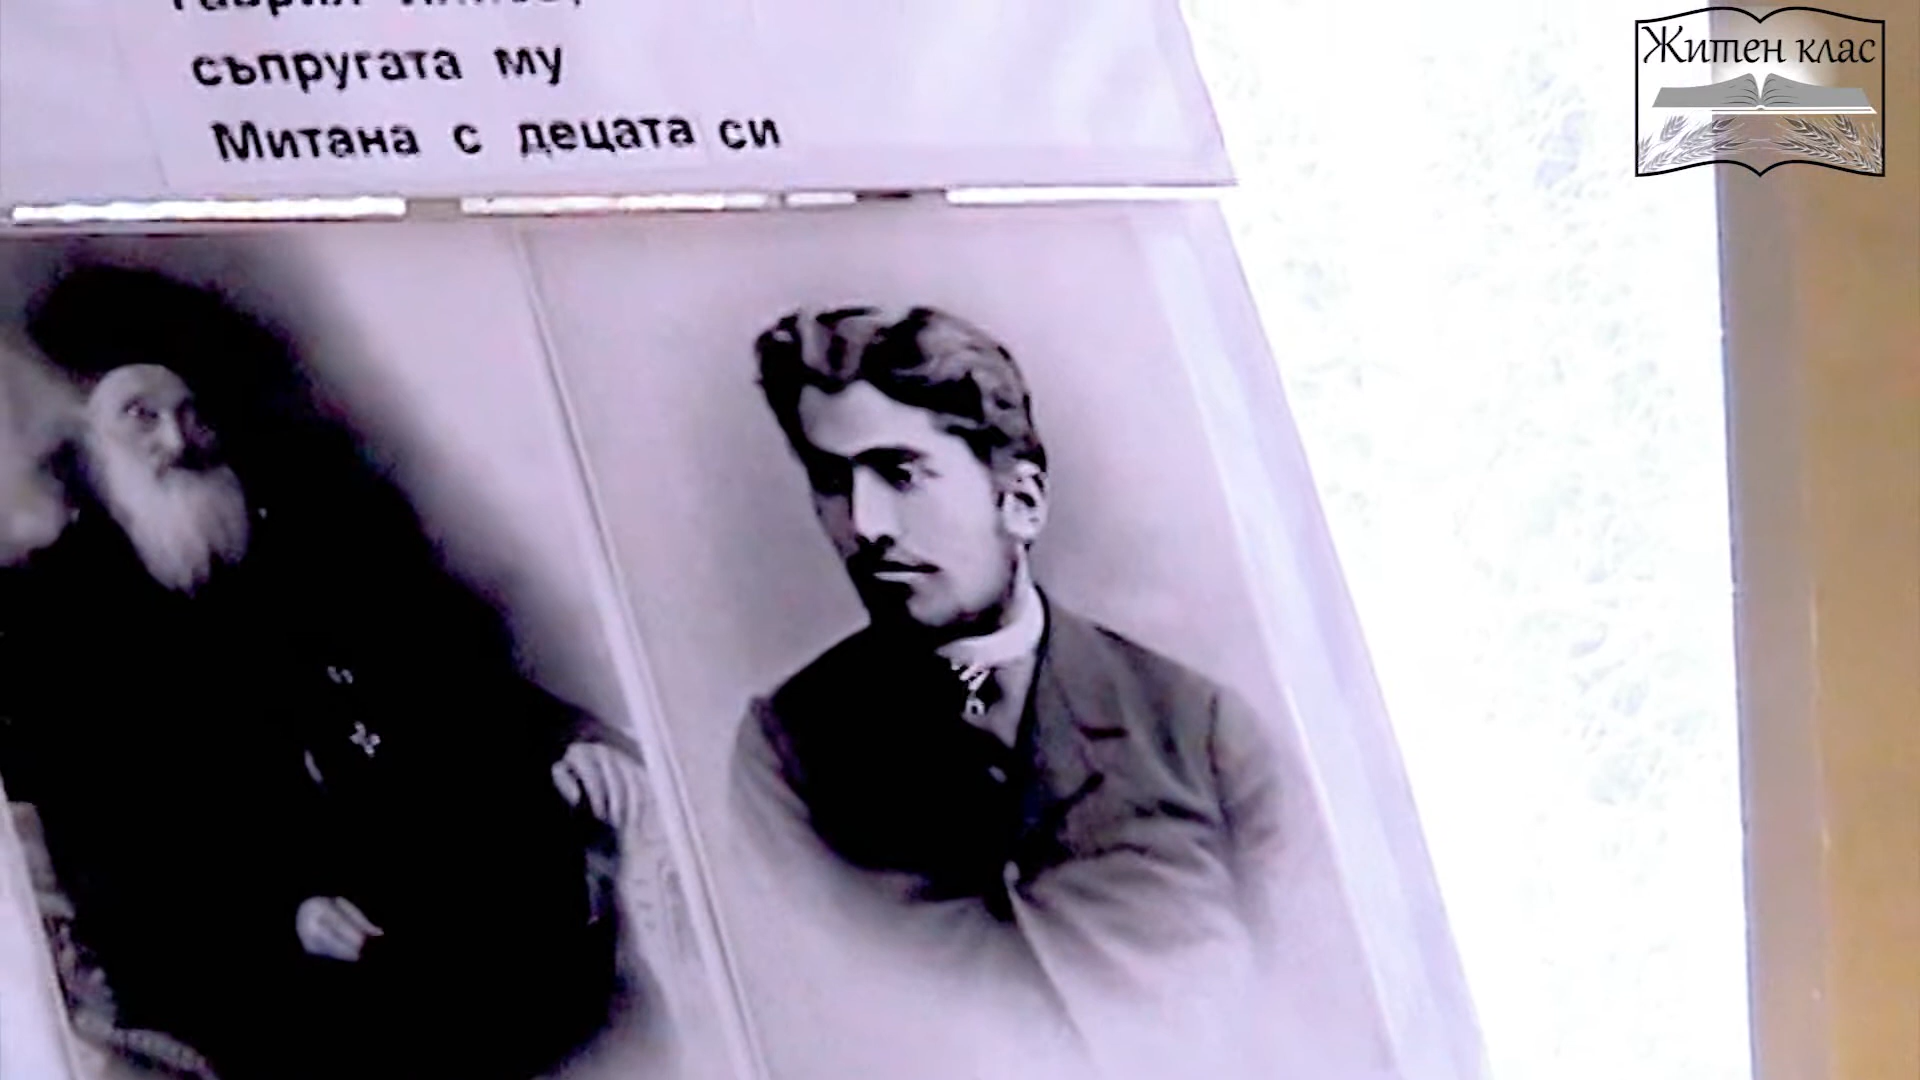 съпругата му
Митана с децата си
Житен клас